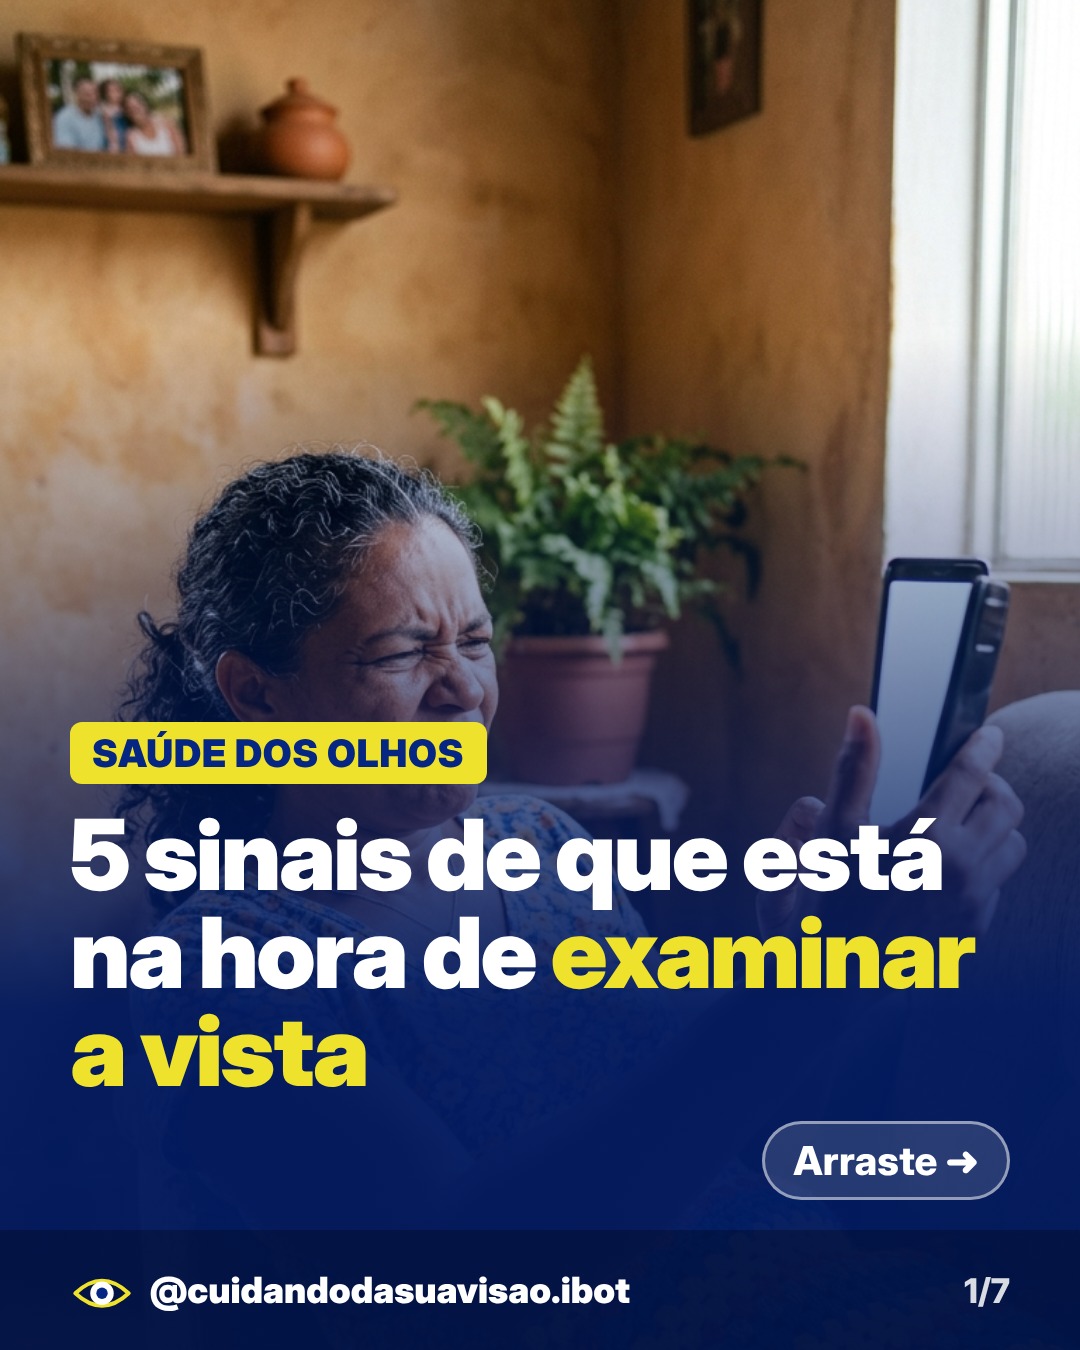 SAÚDE DOS OLHOS
5 sinais de que está
na hora de examinar
a vista
Arraste →
@cuidandodasuavisao.ibot
1/7